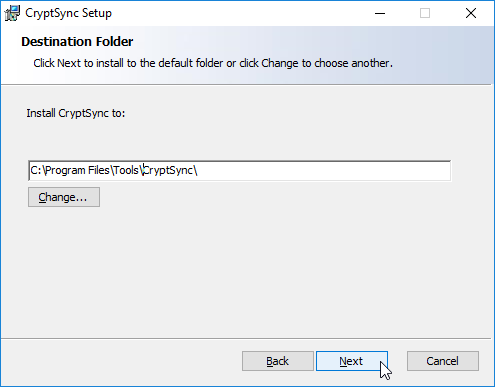 CryptSync Setup
Destination Folder
Click Next to install to the default folder or click Change to choose another.
Install CryptSync to:
C:\Program Files\Tools\CryptSync\
Change...
Back
Next
Cancel